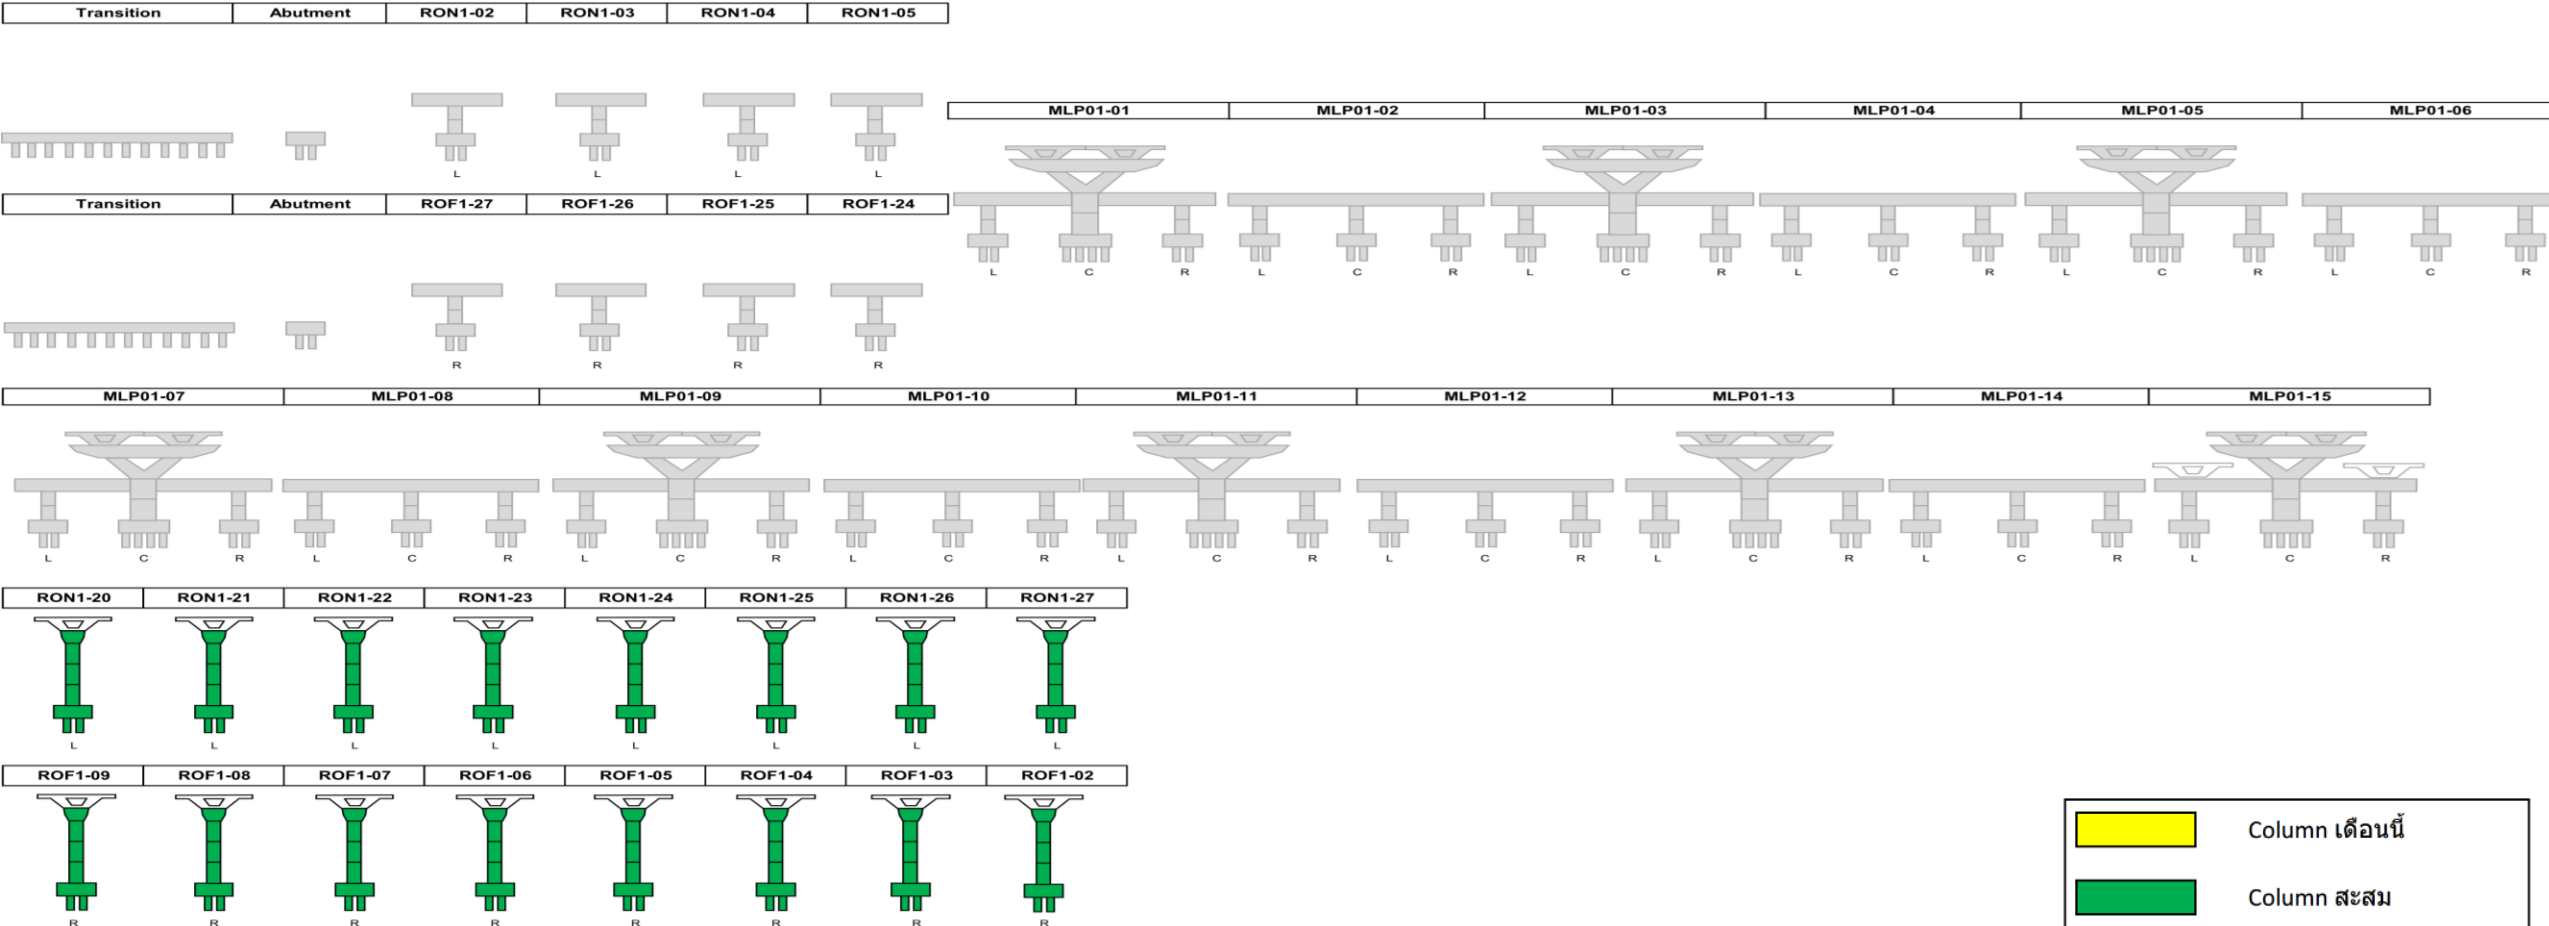 Transition Abutment RON1-02 RON1-03 RON1-04 RON1-05
L L L L
Transition Abutment ROF1-27 ROF1-26 ROF1-25 ROF1-24
R R R R
MLP01-01 MLP01-02 MLP01-03 MLP01-04 MLP01-05 MLP01-06
L C R L C R L C R L C R L C R L C R
MLP01-07 MLP01-08 MLP01-09 MLP01-10 MLP01-11 MLP01-12 MLP01-13 MLP01-14 MLP01-15
L C R L C R L C R L C R L C R L C R L C R L C R L C R
RON1-20 RON1-21 RON1-22 RON1-23 RON1-24 RON1-25 RON1-26 RON1-27
L L L L L L L L
ROF1-09 ROF1-08 ROF1-07 ROF1-06 ROF1-05 ROF1-04 ROF1-03 ROF1-02
R R R R R R R R
Column เดือนนี้
Column สะสม